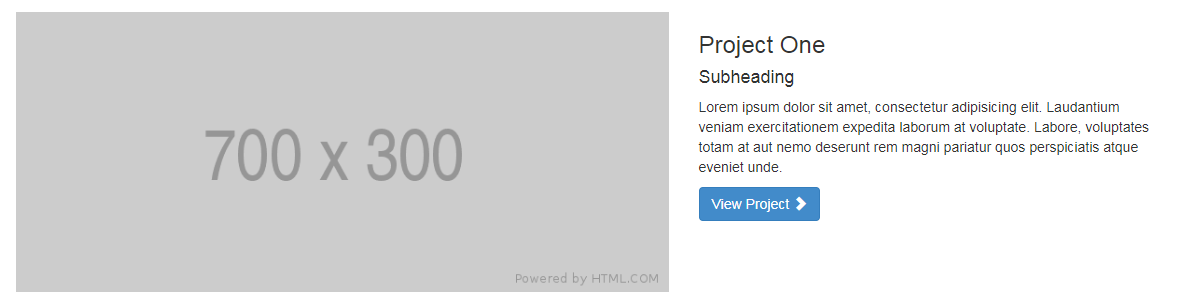 700 x 300
Powered by HTML.COM
Project One
Subheading
Lorem ipsum dolor sit amet, consectetur adipisicing elit. Laudantium
veniam exercitationem expedita laborum at voluptate. Labore, voluptates
totam at aut nemo deserunt rem magni pariatur quos perspiciatis atque
eveniet unde.
View Project